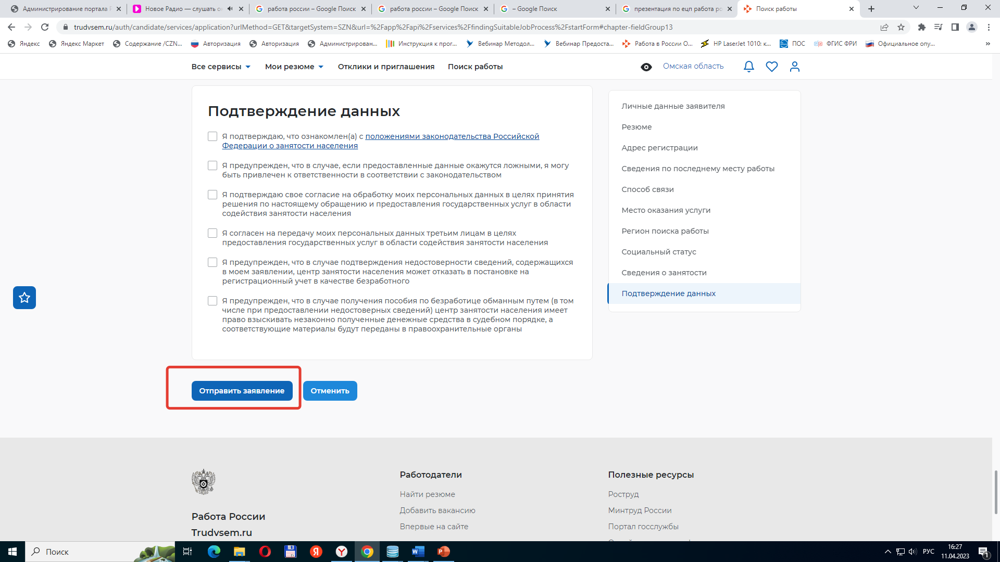 Администрирование портала
Новое Радио — слушать о
работа россии – Google Поиск
работа россии – Google Поиск
– Google Поиск
презентация по ецп работа ро
Поиск работы
trudvsem.ru/auth/candidate/services/application?urlMethod=GET&targetSystem=SZN&url=%2Fapp%2Fapi%2Fservices%2FfindingSuitableJobProcess%2FstartForm#chapter-fieldGroup13
Яндекс
Яндекс Маркет
Содержание /CZN...
Авторизация
Авторизация
Администрирован...
Инструкция к прог...
Вебинар Методол...
Вебинар Предоста...
Работа в России О...
HP LaserJet 1010: к...
ПОС
ФГИС ФРИ
Официальное опу...
»
Все сервисы
Мои резюме
Отклики и приглашения
Поиск работы
Омская область
Подтверждение данных
Я подтверждаю, что ознакомлен(а) с положениями законодательства Российской
Федерации о занятости населения
Я предупрежден, что в случае, если предоставленные данные окажутся ложными, я могу
быть привлечен к ответственности в соответствии с законодательством
Я подтверждаю свое согласие на обработку моих персональных данных в целях принятия
решения по настоящему обращению и предоставления государственных услуг в области
содействия занятости населения
Я согласен на передачу моих персональных данных третьим лицам в целях
предоставления государственных услуг в области содействия занятости населения
Я предупрежден, что в случае подтверждения недостоверности сведений, содержащихся
в моем заявлении, центр занятости населения может отказать в постановке на
регистрационный учет в качестве безработного
Я предупрежден, что в случае получения пособия по безработице обманным путем (в том
числе при предоставлении недостоверных сведений) центр занятости населения имеет
право взыскивать незаконно полученные денежные средства в судебном порядке, а
соответствующие материалы будут переданы в правоохранительные органы
Отправить заявление
Отменить
Личные данные заявителя
Резюме
Адрес регистрации
Сведения по последнему месту работы
Способ связи
Место оказания услуги
Регион поиска работы
Социальный статус
Сведения о занятости
Подтверждение данных
Работа России
Trudvsem.ru
Работодатели
Найти резюме
Добавить вакансию
Впервые на сайте
Полезные ресурсы
Роструд
Минтруд России
Портал госслужбы
Поиск
РУС
16:27
11.04.2023
1